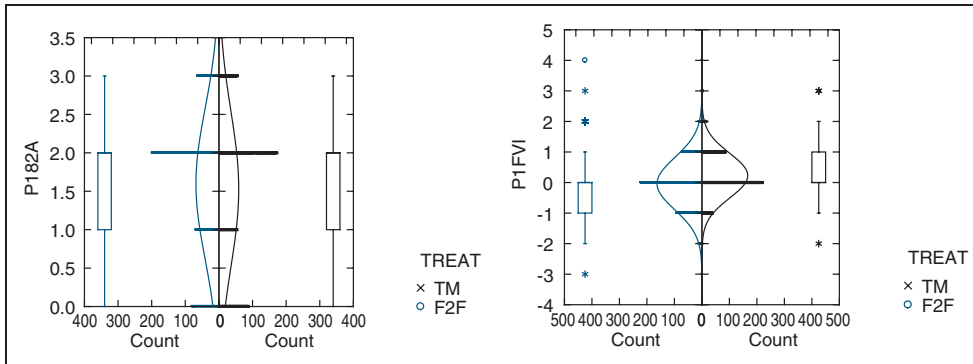 P182A
3.5
3.0
2.5
2.0
1.5
1.0
0.5
0.0
400 300 200 100 0 100 200 300 400
Count Count
TREAT
× TM
○ F2F
P1FVI
5
4
3
2
1
0
-1
-2
-3
-4
500 400 300 200 100 0 100 200 300 400 500
Count Count
TREAT
× TM
○ F2F